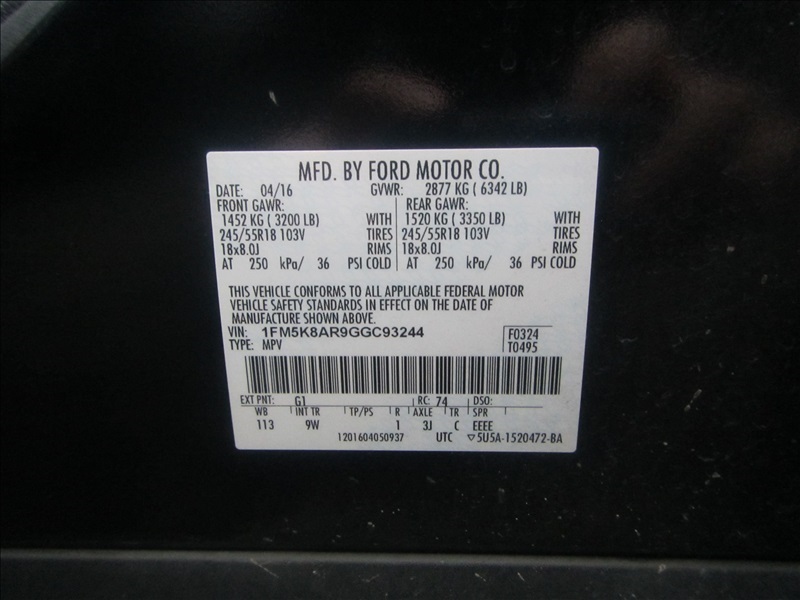 MFD. BY FORD MOTOR CO.
DATE: 04/16 GVWR: 2877 KG ( 6342 LB)
FRONT GAWR: REAR GAWR:
1452 KG ( 3200 LB) WITH 1520 KG ( 3350 LB) WITH
245/55R18 103V TIRES 245/55R18 103V TIRES
18x8.0J RIMS 18x8.0J RIMS
AT 250 kPa/ 36 PSI COLD AT 250 kPa/ 36 PSI COLD
THIS VEHICLE CONFORMS TO ALL APPLICABLE FEDERAL MOTOR
VEHICLE SAFETY STANDARDS IN EFFECT ON THE DATE OF
MANUFACTURE SHOWN ABOVE.
VIN: 1FM5K8AR9GGC93244 F0324
TYPE: MPV T0495
EXT PNT: G1 RC: 74 DSO:
WB INT TR TP/PS R AXLE TR SPR
113 9W 1 3J C EEEE
1201604050937 UTC ▽5U5A-1520472-BA